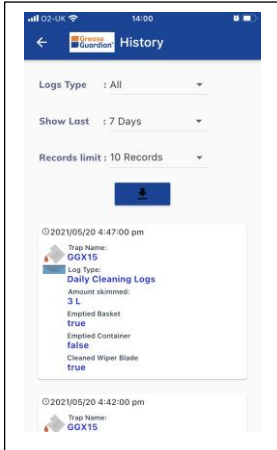 O2-UK 14:00
Grease Guardian History
Logs Type : All
Show Last : 7 Days
Records limit : 10 Records
2021/05/20 4:47:00 pm
Trap Name:
GGX15
Log Type:
Daily Cleaning Logs
Amount skimmed:
3 L
Emptied Basket
true
Emptied Container
false
Cleaned Wiper Blade
true
2021/05/20 4:42:00 pm
Trap Name:
GGX15